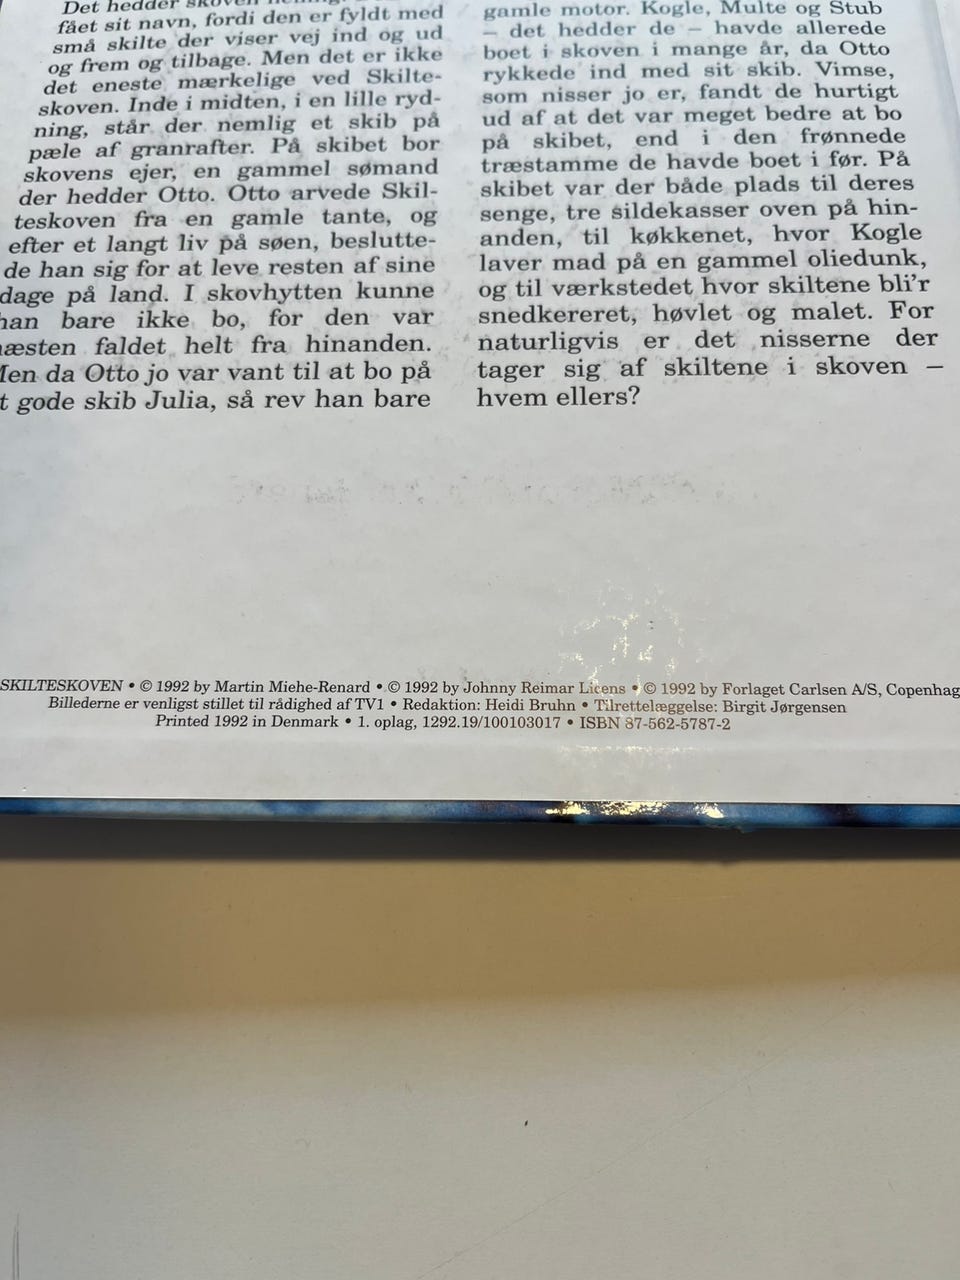 Det hedder skoven
fået sit navn, fordi den er fyldt med
små skilte der viser vej ind og ud
og frem og tilbage. Men det er ikke
det eneste mærkelige ved Skilte-
skoven. Inde i midten, i en lille ryd-
ning, står der nemlig et skib på
pæle af granrafter. På skibet bor
skovens ejer, en gammel sømand
der hedder Otto. Otto arvede Skil-
teskoven fra en gamle tante, og
efter et langt liv på søen, beslutte-
de han sig for at leve resten af sine
dage på land. I skovhytten kunne
han bare ikke bo, for den var
næsten faldet helt fra hinanden.
Men da Otto jo var vant til at bo på
gode skib Julia, så rev han bare
gamle motor. Kogle, Multe og Stub
– det hedder de – havde allerede
boet i skoven i mange år, da Otto
rykkede ind med sit skib. Vimse,
som nisser jo er, fandt de hurtigt
ud af at det var meget bedre at bo
på skibet, end i den frønnede
træstamme de havde boet i før. På
skibet var der både plads til deres
senge, tre sildekasser oven på hin-
anden, til køkkenet, hvor Kogle
laver mad på en gammel oliedunk,
og til værkstedet hvor skiltene bli'r
snedkereret, høvlet og malet. For
naturligvis er det nisserne der
tager sig af skiltene i skoven –
hvem ellers?
SKILTESKOVEN • © 1992 by Martin Miehe-Renard • © 1992 by Johnny Reimar Licens • © 1992 by Forlaget Carlsen A/S, Copenhag
Billederne er venligst stillet til rådighed af TV1 • Redaktion: Heidi Bruhn • Tilrettelæggelse: Birgit Jørgensen
Printed 1992 in Denmark • 1. oplag, 1292.19/100103017 • ISBN 87-562-5787-2